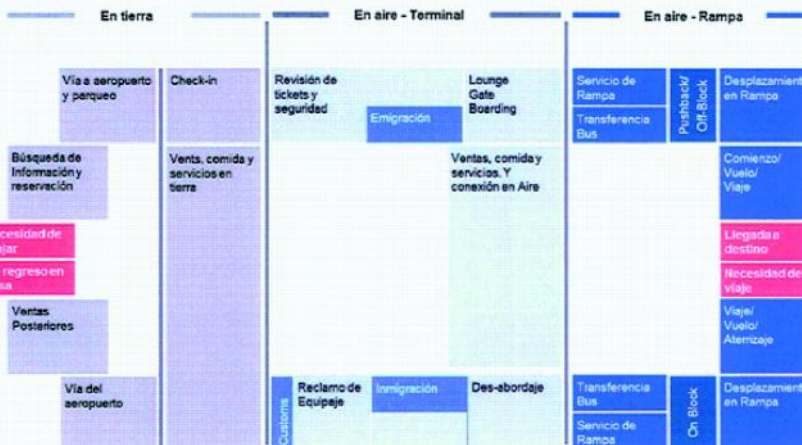 En tierra
En aire - Terminal
En aire - Rampa
Vía a aeropuerto
y parqueo
Check-in
Revisión de
tickets y
seguridad
Emigración
Lounge
Gate
Boarding
Servicio de
Rampa
Transferencia
Bus
Pushback/
Off-Block
Desplazamient
en Rampa
Búsqueda de
Información y
reservación
Vents, comida y
servicios en
tierra
Ventas, comida y
servicios. Y
conexión en Aire
Comienzo/
Vuelo/
Viaje
cesidad de
jar
regreso en
sa
Llegada a
destino
Necesidad de
viaje
Ventas
Posteriores
Viaje/
Vuelo/
Aterrizaje
Vía del
aeropuerto
Customs
Reclamo de
Equipaje
Inmigración
Des-abordaje
Transferencia
Bus
Servicio de
Rampa
On Block
Desplazamient
en Rampa